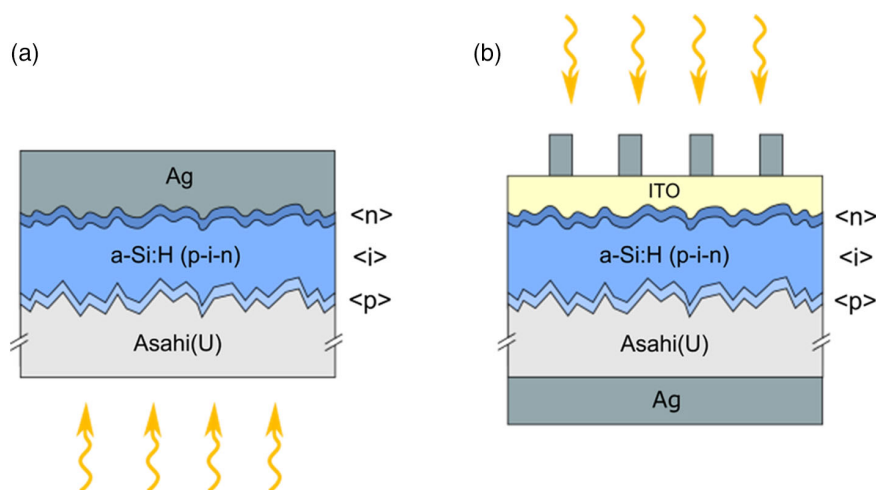 (a)
Ag
<n>
a-Si:H (p-i-n)
<i>
<p>
Asahi(U)
(b)
ITO
<n>
a-Si:H (p-i-n)
<i>
<p>
Asahi(U)
Ag